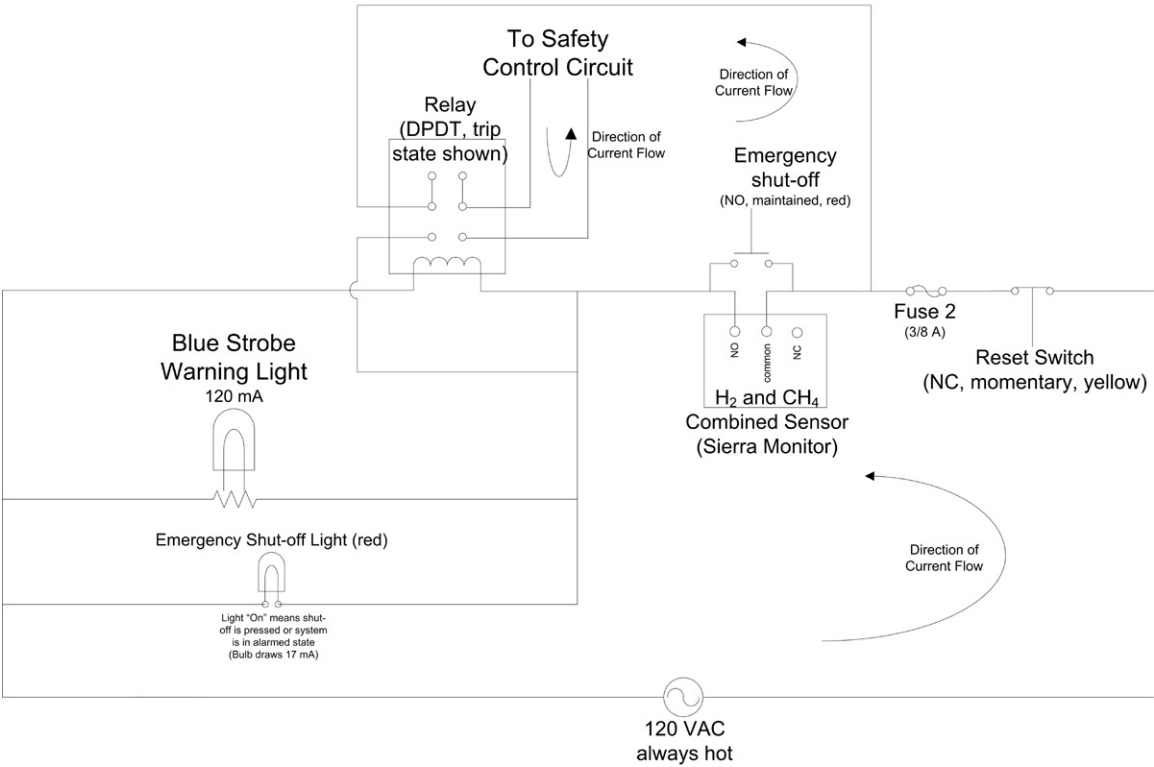 To Safety
Control Circuit
Direction of
Current Flow
Relay
(DPDT, trip
state shown)
Direction of
Current Flow
Emergency
shut-off
(NO, maintained, red)
Fuse 2
(3/8 A)
Reset Switch
(NC, momentary, yellow)
NO
common
NC
H₂ and CH₄
Combined Sensor
(Sierra Monitor)
Blue Strobe
Warning Light
120 mA
Emergency Shut-off Light (red)
Light “On” means shut-
off is pressed or system
is in alarmed state
(Bulb draws 17 mA)
Direction of
Current Flow
120 VAC
always hot